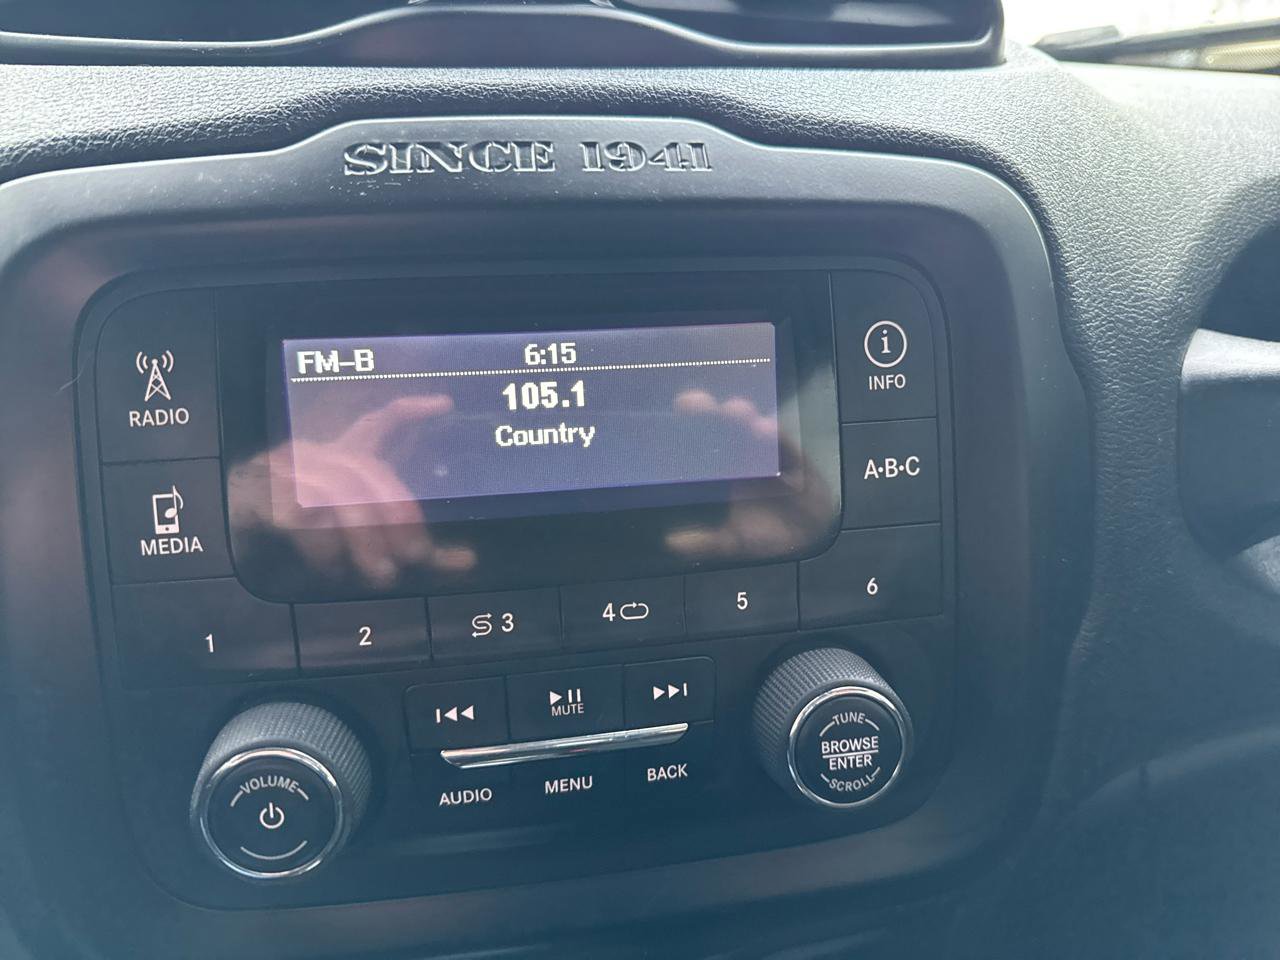 SINCE 1941
FM-B 6:15
105.1
Country
RADIO
MEDIA
i
INFO
A•B•C
1
2
3
4
5
6
MUTE
AUDIO
MENU
BACK
VOLUME
TUNE
BROWSE
ENTER
SCROLL